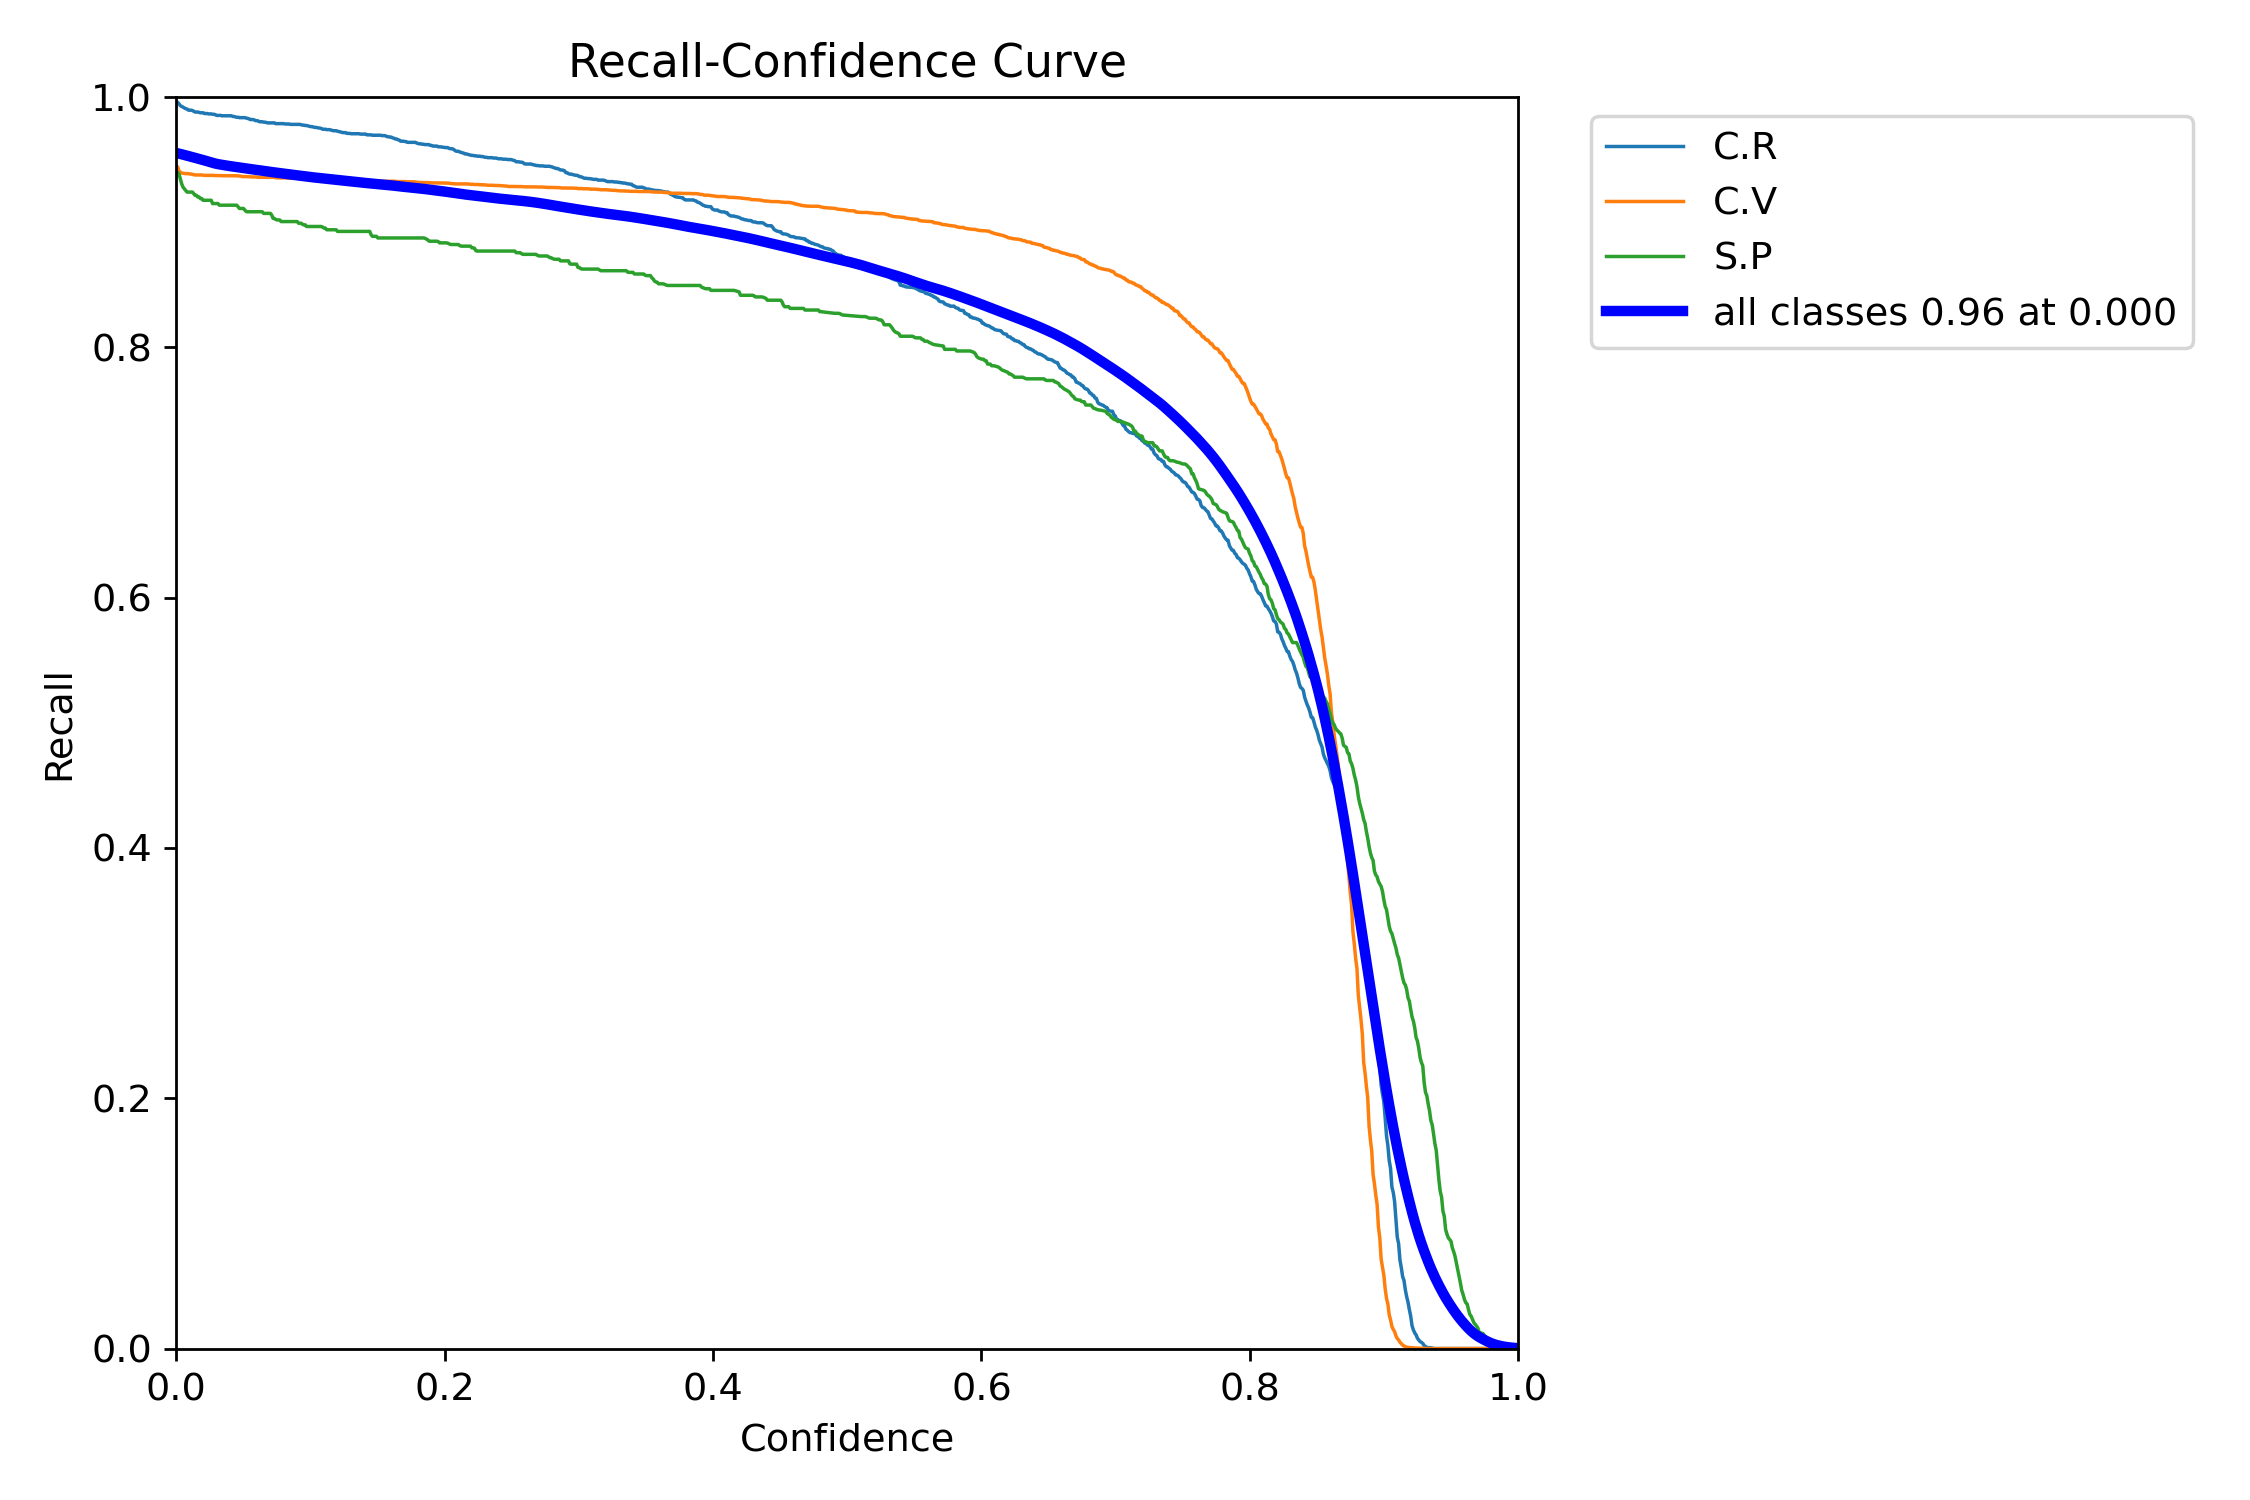 Recall-Confidence Curve
1.0
0.8
0.6
0.4
0.2
0.0
Recall
0.0 0.2 0.4 0.6 0.8 1.0
Confidence
C.R
C.V
S.P
all classes 0.96 at 0.000